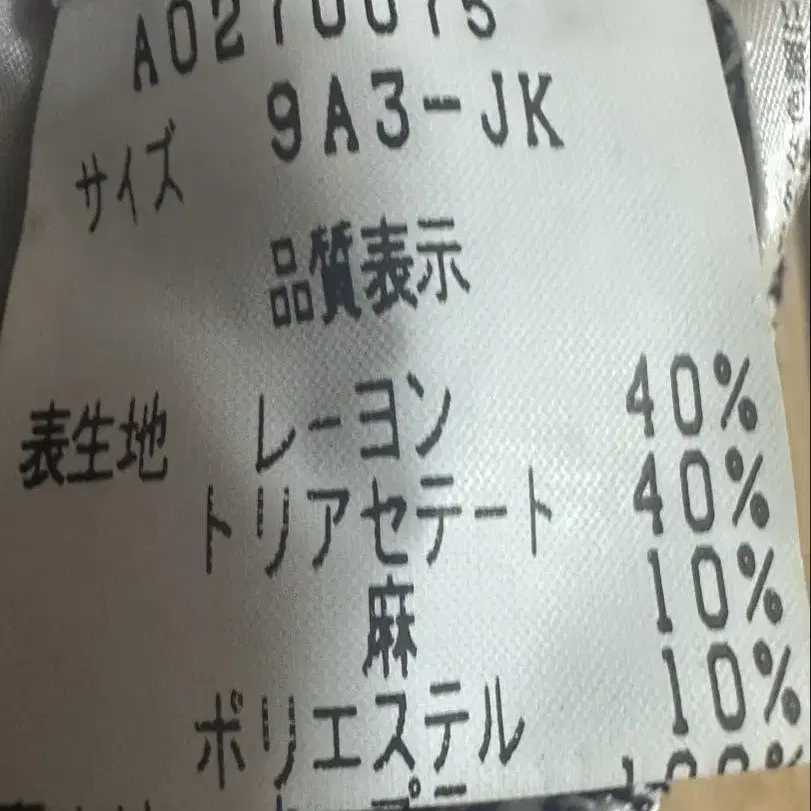 サイズ 9A3-JK
品質表示
表生地 レーヨン 40%
トリアセテート 40%
麻 10%
ポリエステル 10%
100%